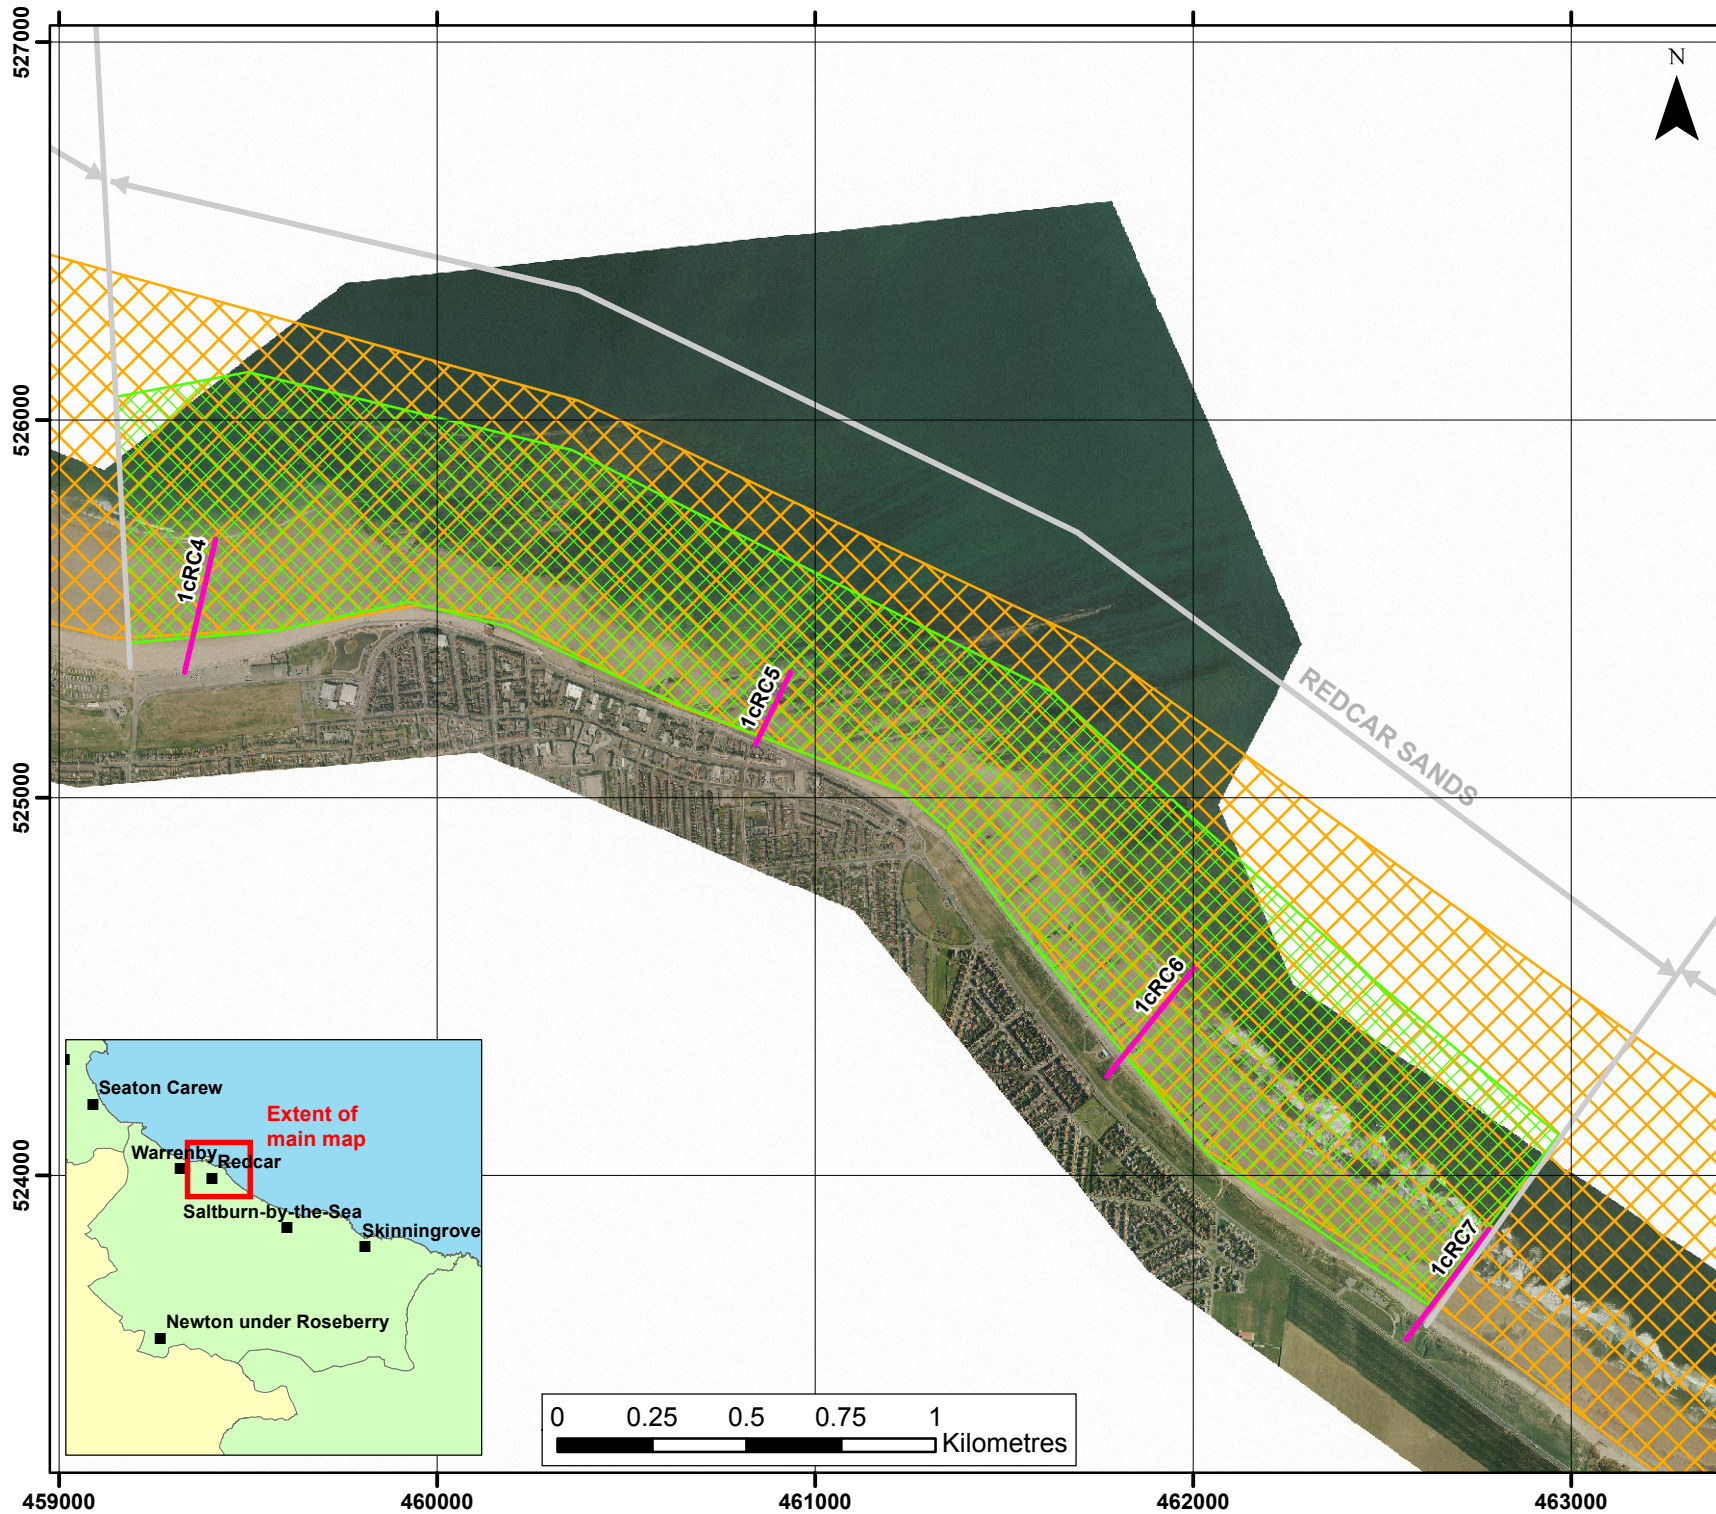 527000
N
526000
1cRC4
1cRC5
REDCAR SANDS
525000
1cRC6
Seaton Carew
Extent of
main map
Warrenby
Redcar
524000
Saltburn-by-the-Sea
1cRC7
Skinningrove
Newton under Roseberry
0 0.25 0.5 0.75 1
Kilometres
459000 460000 461000 462000 463000